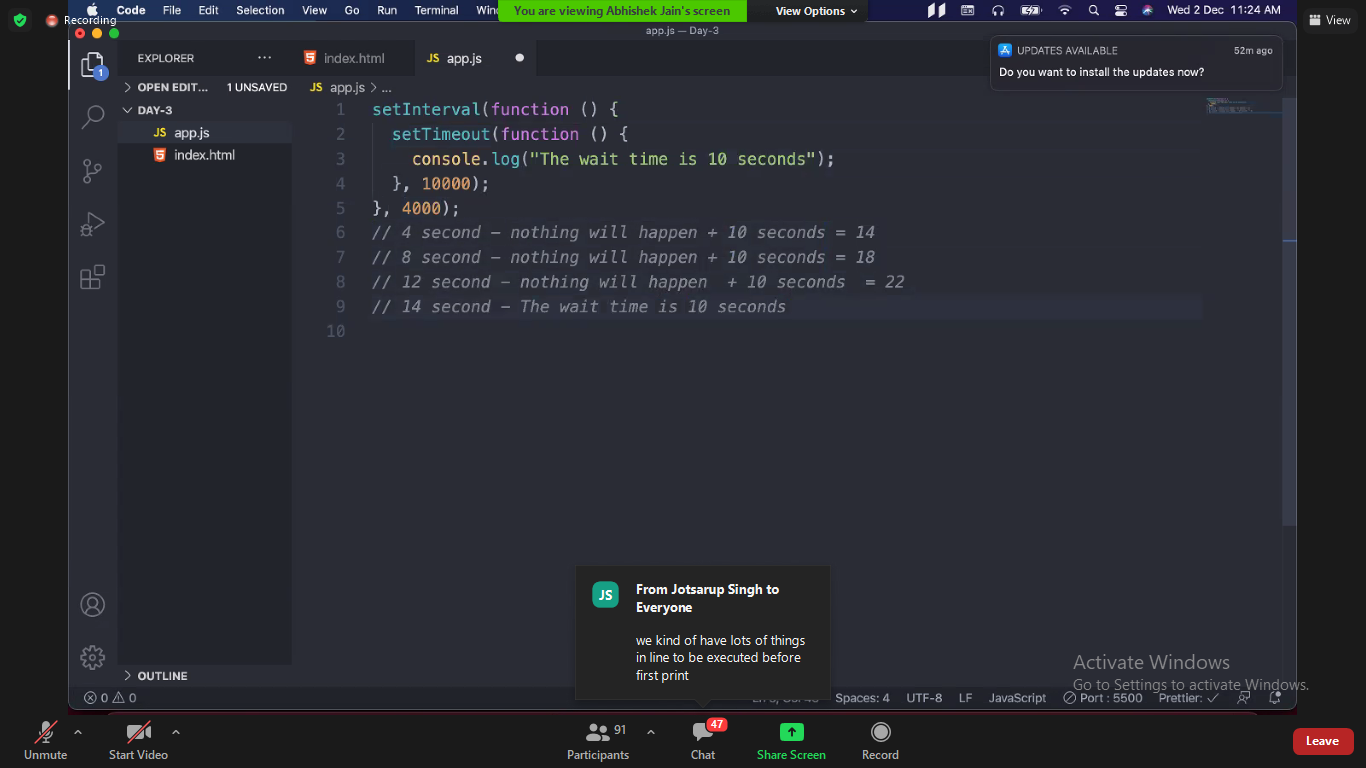 Recording
Code File Edit Selection View Go Run Terminal Win
You are viewing Abhishek Jain's screen
View Options
Wed 2 Dec 11:24 AM
View
app.js — Day-3
UPDATES AVAILABLE 52m ago
Do you want to install the updates now?
EXPLORER
index.html
JS app.js
1
OPEN EDIT... 1 UNSAVED
JS app.js > ...
DAY-3
JS app.js
index.html
1 setInterval(function () {
2 setTimeout(function () {
3 console.log("The wait time is 10 seconds");
4 }, 10000);
5 }, 4000);
6 // 4 second – nothing will happen + 10 seconds = 14
7 // 8 second – nothing will happen + 10 seconds = 18
8 // 12 second – nothing will happen + 10 seconds = 22
9 // 14 second – The wait time is 10 seconds
10
JS
From Jotsarup Singh to
Everyone
we kind of have lots of things
in line to be executed before
first print
OUTLINE
Activate Windows
Go to Settings to activate Windows.
0 0
Spaces: 4 UTF-8 LF JavaScript Port : 5500 Prettier: ✓
Unmute
Start Video
91
Participants
47
Chat
Share Screen
Record
Leave